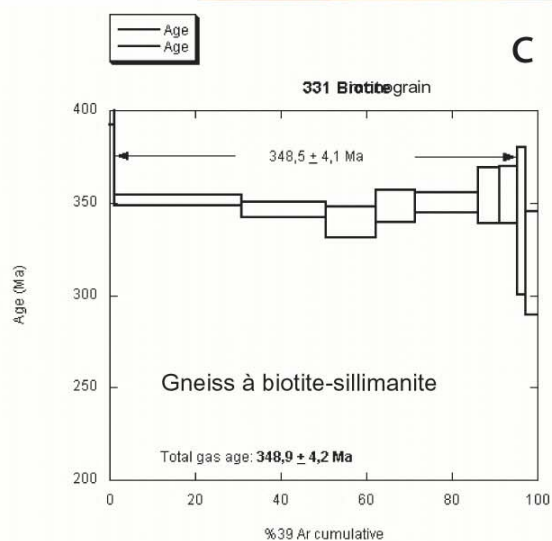 Age
Age
C
331 Biotite grain
400
348,5 ± 4,1 Ma
350
300
Age (Ma)
250
Gneiss à biotite-sillimanite
Total gas age: 348,9 ± 4,2 Ma
200
0 20 40 60 80 100
%39 Ar cumulative